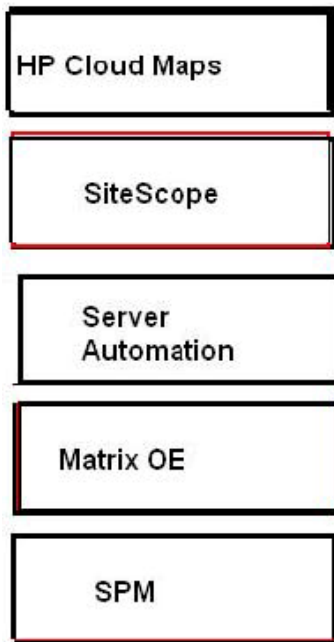 HP Cloud Maps
SiteScope
Server
Automation
Matrix OE
SPM